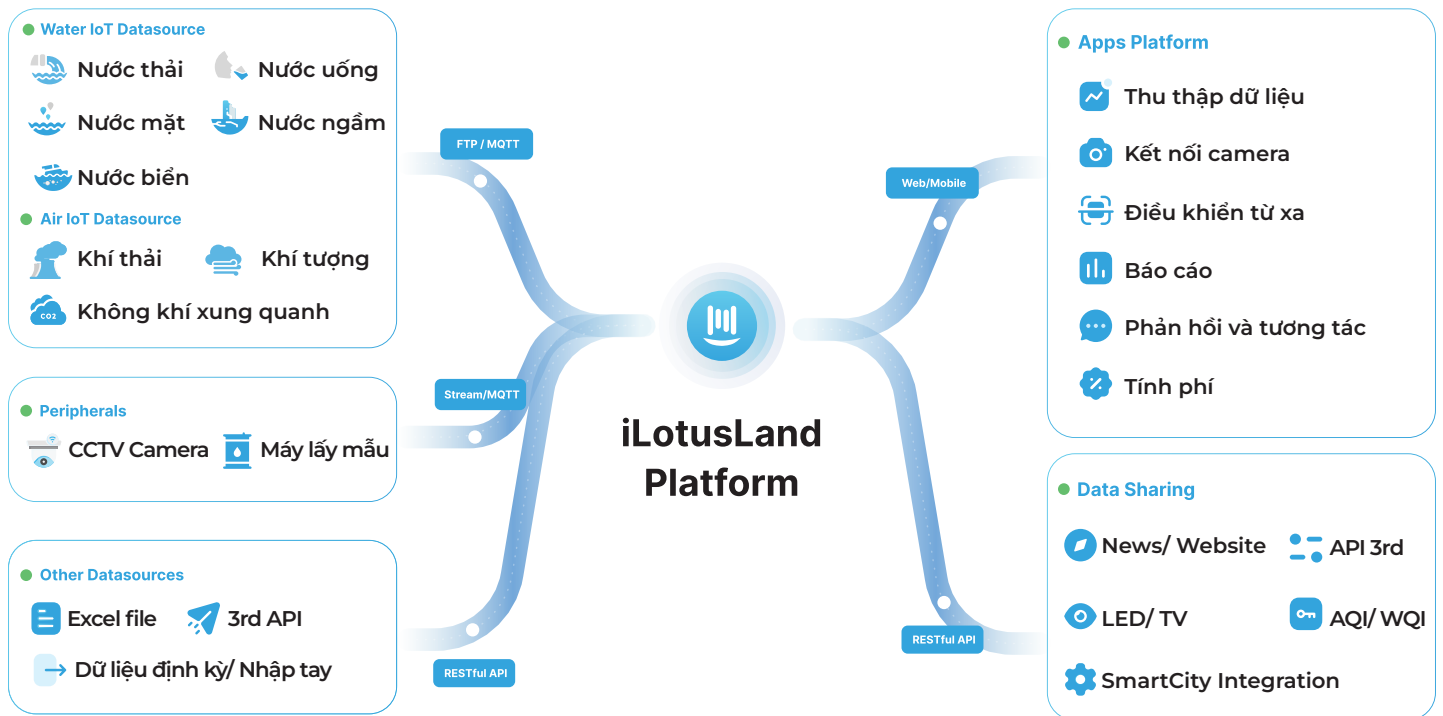 Water IoT Datasource
Nước thải
Nước uống
Nước mặt
Nước ngầm
Nước biển
Air IoT Datasource
Khí thải
Khí tượng
CO2
Không khí xung quanh
Peripherals
CCTV Camera
Máy lấy mẫu
Other Datasources
Excel file
3rd API
Dữ liệu định kỳ/ Nhập tay
FTP / MQTT
Stream/MQTT
RESTful API
iLotusLand
Platform
Web/Mobile
RESTful API
Apps Platform
Thu thập dữ liệu
Kết nối camera
Điều khiển từ xa
Báo cáo
Phản hồi và tương tác
Tính phí
Data Sharing
News/ Website
API 3rd
LED/ TV
AQI/ WQI
SmartCity Integration